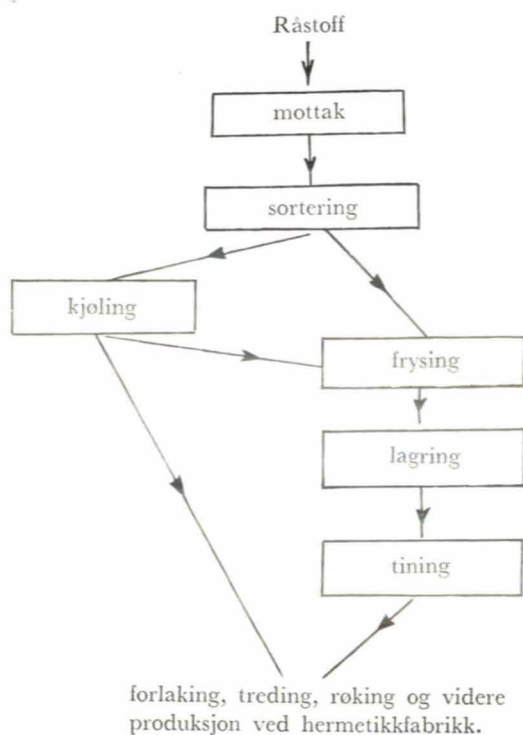 Råstoff
mottak
sortering
kjøling
frysing
lagring
tining
forlaking, treding, røking og videre
produksjon ved hermetikkfabrikk.